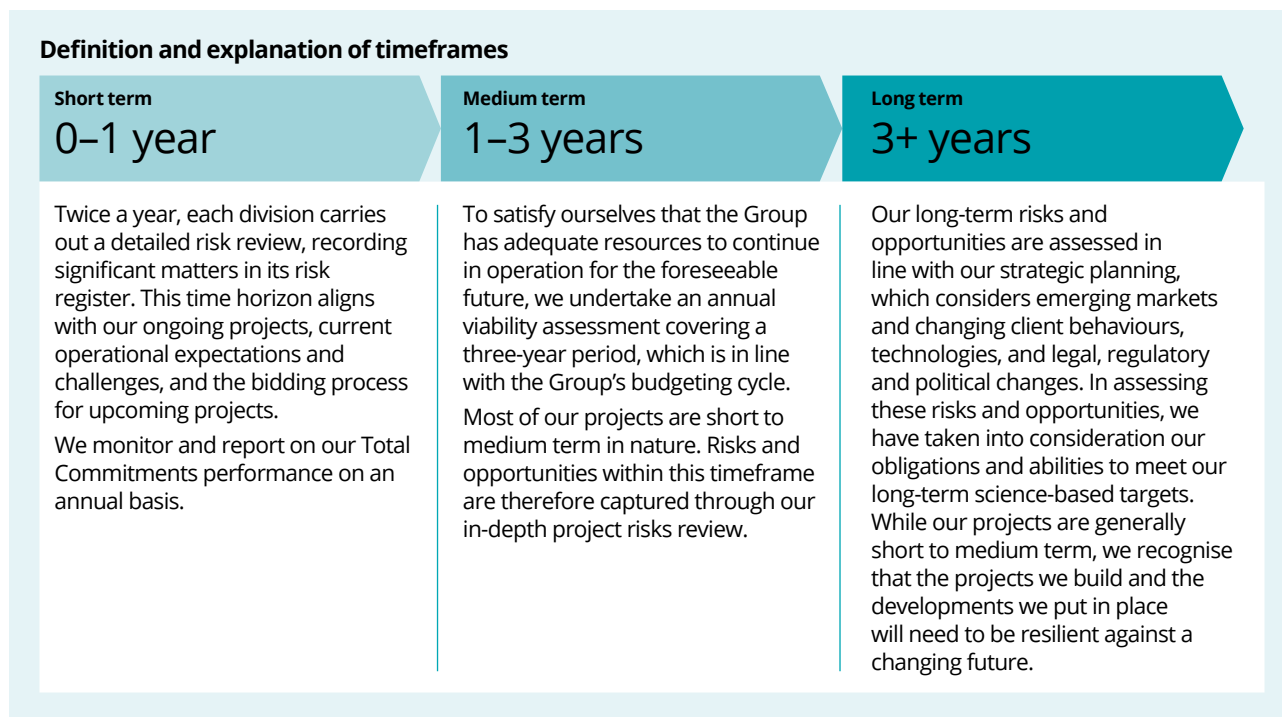 Definition and explanation of timeframes
Short term
0–1 year
Twice a year, each division carries
out a detailed risk review, recording
significant matters in its risk
register. This time horizon aligns
with our ongoing projects, current
operational expectations and
challenges, and the bidding process
for upcoming projects.
We monitor and report on our Total
Commitments performance on an
annual basis.
Medium term
1–3 years
To satisfy ourselves that the Group
has adequate resources to continue
in operation for the foreseeable
future, we undertake an annual
viability assessment covering a
three-year period, which is in line
with the Group’s budgeting cycle.
Most of our projects are short to
medium term in nature. Risks and
opportunities within this timeframe
are therefore captured through our
in-depth project risks review.
Long term
3+ years
Our long-term risks and
opportunities are assessed in
line with our strategic planning,
which considers emerging markets
and changing client behaviours,
technologies, and legal, regulatory
and political changes. In assessing
these risks and opportunities, we
have taken into consideration our
obligations and abilities to meet our
long-term science-based targets.
While our projects are generally
short to medium term, we recognise
that the projects we build and the
developments we put in place
will need to be resilient against a
changing future.